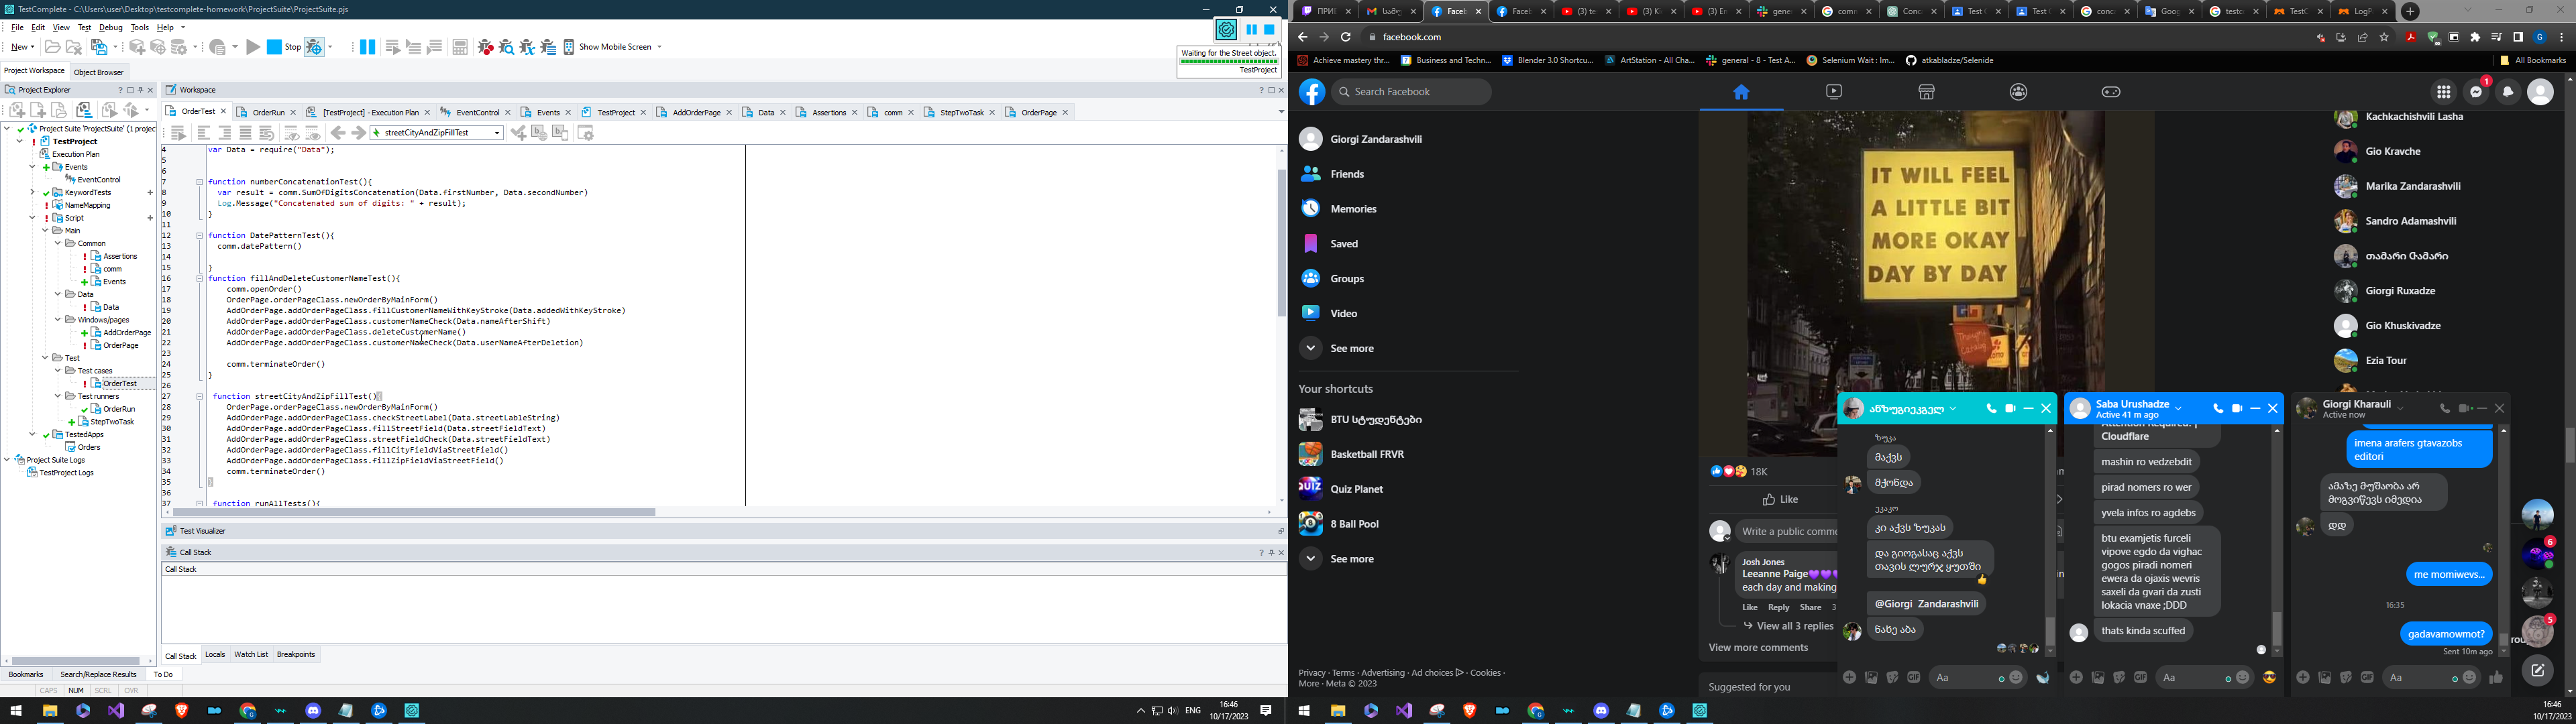 TestComplete - C:\Users\user\Desktop\testcomplete-homework\ProjectSuite\ProjectSuite.pjs
File Edit View Test Debug Tools Help
New Stop Show Mobile Screen
Waiting for the Street object.
TestProject
Project Workspace Object Browser
Project Explorer
Project Suite 'ProjectSuite' (1 projec
TestProject
Execution Plan
Events
EventControl
KeywordTests
NameMapping
Script
Main
Common
Assertions
comm
Events
Data
Data
Windows/pages
AddOrderPage
OrderPage
Test
Test cases
OrderTest
Test runners
OrderRun
StepTwoTask
TestedApps
Orders
Project Suite Logs
TestProject Logs
Bookmarks Search/Replace Results To Do
CAPS NUM SCRL OVR
Workspace
OrderTest OrderRun [TestProject] - Execution Plan EventControl Events TestProject AddOrderPage Data Assertions comm StepTwoTask OrderPage
streetCityAndZipFillTest
4 var Data = require("Data");
5
6
7 function numberConcatenationTest(){
8 var result = comm.SumOfDigitsConcatenation(Data.firstNumber, Data.secondNumber)
9 Log.Message("Concatenated sum of digits: " + result);
10 }
11
12 function DatePatternTest(){
13 comm.datePattern()
14
15 }
16 function fillAndDeleteCustomerNameTest(){
17 comm.openOrder()
18 OrderPage.orderPageClass.newOrderByMainForm()
19 AddOrderPage.addOrderPageClass.fillCustomerNameWithKeyStroke(Data.addedWithKeyStroke)
20 AddOrderPage.addOrderPageClass.customerNameCheck(Data.nameAfterShift)
21 AddOrderPage.addOrderPageClass.deleteCustomerName()
22 AddOrderPage.addOrderPageClass.customerNameCheck(Data.userNameAfterDeletion)
23
24 comm.terminateOrder()
25 }
26
27 function streetCityAndZipFillTest(){
28 OrderPage.orderPageClass.newOrderByMainForm()
29 AddOrderPage.addOrderPageClass.checkStreetLabel(Data.streetLableString)
30 AddOrderPage.addOrderPageClass.fillStreetField(Data.streetFieldText)
31 AddOrderPage.addOrderPageClass.streetFieldCheck(Data.streetFieldText)
32 AddOrderPage.addOrderPageClass.fillCityFieldViaStreetField()
33 AddOrderPage.addOrderPageClass.fillZipFieldViaStreetField()
34 comm.terminateOrder()
35 }
36
37 function runAllTests(){
Test Visualizer
Call Stack
Call Stack
Call Stack Locals Watch List Breakpoints
ENG
16:46
10/17/2023
facebook.com
Achieve mastery thr... Business and Techn... Blender 3.0 Shortcu... ArtStation - All Cha... general - 8 - Test A... Selenium Wait : Im... atkabladze/Selenide All Bookmarks
Search Facebook
1
Giorgi Zandarashvili
Friends
Memories
Saved
Groups
Video
See more
Your shortcuts
BTU სტუდენტები
Basketball FRVR
Quiz Planet
8 Ball Pool
See more
Privacy · Terms · Advertising · Ad choices · Cookies ·
More · Meta © 2023
IT WILL FEEL
A LITTLE BIT
MORE OKAY
DAY BY DAY
18K
Like
Write a public comme
Josh Jones
Leeanne Paige
each day and making
Like Reply Share 3
View all 3 replies
View more comments
Suggested for you
Kachkachishvili Lasha
Gio Kravche
Marika Zandarashvili
Sandro Adamashvili
Giorgi Ruxadze
Gio Khuskivadze
Ezia Tour
ანზუგიეკგელ
ზუკა
მაქვს
მქონდა
ეკაკო
კი აქვს ზუკას
და გიოგასაც აქვს
თავის ლურჯ ყუთში
@Giorgi Zandarashvili
ნახე აბა
Aa
Saba Urushadze
Active 41 m ago
Cloudflare
mashin ro vedzebdit
pirad nomers ro wer
yvela infos ro agdebs
btu examjetis furceli
vipove egdo da vighac
gogos piradi nomeri
ewera da ojaxis wevris
saxeli da gvari da zusti
lokacia vnaxe ;DDD
thats kinda scuffed
Aa
Giorgi Kharauli
Active now
imena arafers gtavazobs
editori
ამაზე მუშაობა არ
მოგვიწევს იმედია
დდ
me momiwevs...
16:35
gadavamowmot?
Sent 10m ago
Aa
6
5
16:46
10/17/2023